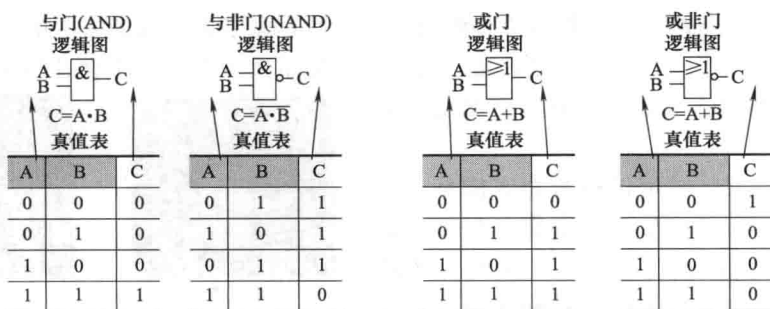 与门(AND)
逻辑图
A
B
&
C
C=A·B
真值表
A B C
0 0 0
0 1 0
1 0 0
1 1 1
与非门(NAND)
逻辑图
A
B
&
C
C=\overline{A·B}
真值表
A B C
0 1 1
1 0 1
0 1 1
1 1 0
或门
逻辑图
A
B
≥1
C
C=A+B
真值表
A B C
0 0 0
0 1 1
1 0 1
1 1 1
或非门
逻辑图
A
B
≥1
C
C=\overline{A+B}
真值表
A B C
0 0 1
0 1 0
1 0 0
1 1 0